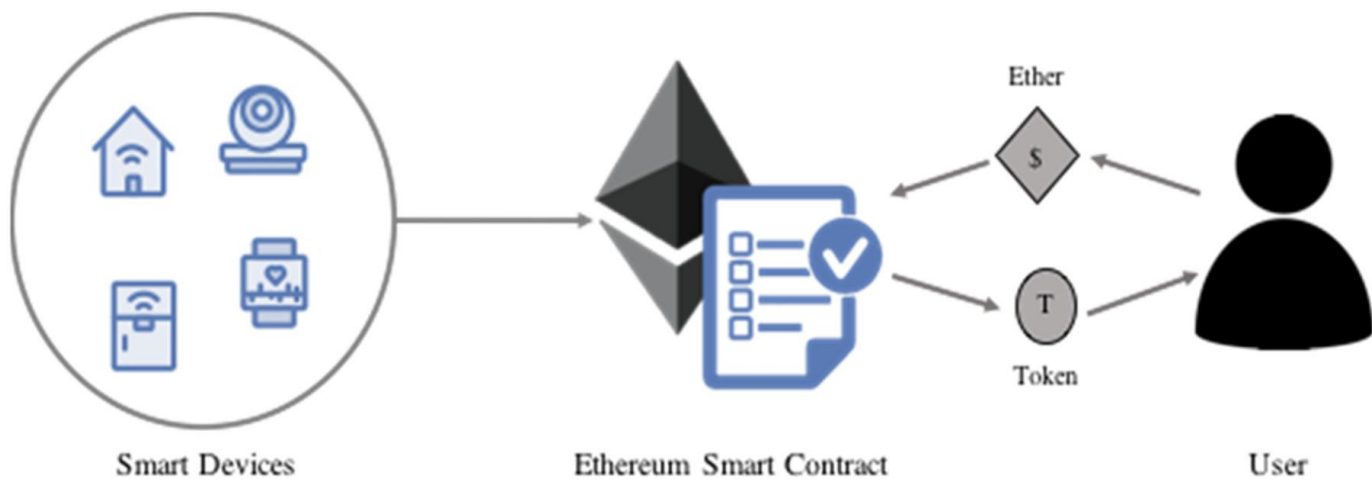 Ether
$
T
Token
Smart Devices
Ethereum Smart Contract
User